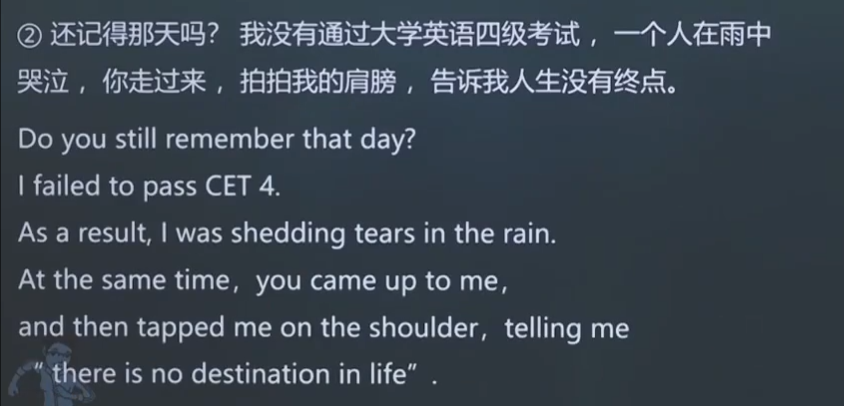 ② 还记得那天吗？ 我没有通过大学英语四级考试 ，一个人在雨中
哭泣 ，你走过来 ，拍拍我的肩膀 ，告诉我人生没有终点。
Do you still remember that day?
I failed to pass CET 4.
As a result, I was shedding tears in the rain.
At the same time，you came up to me，
and then tapped me on the shoulder，telling me
“ there is no destination in life” .